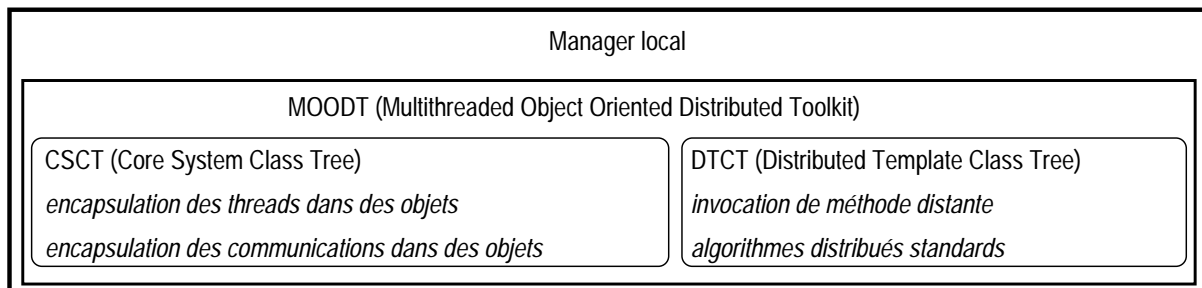 Manager local
MOODT (Multithreaded Object Oriented Distributed Toolkit)
CSCT (Core System Class Tree)
encapsulation des threads dans des objets
encapsulation des communications dans des objets
DTCT (Distributed Template Class Tree)
invocation de méthode distante
algorithmes distribués standards